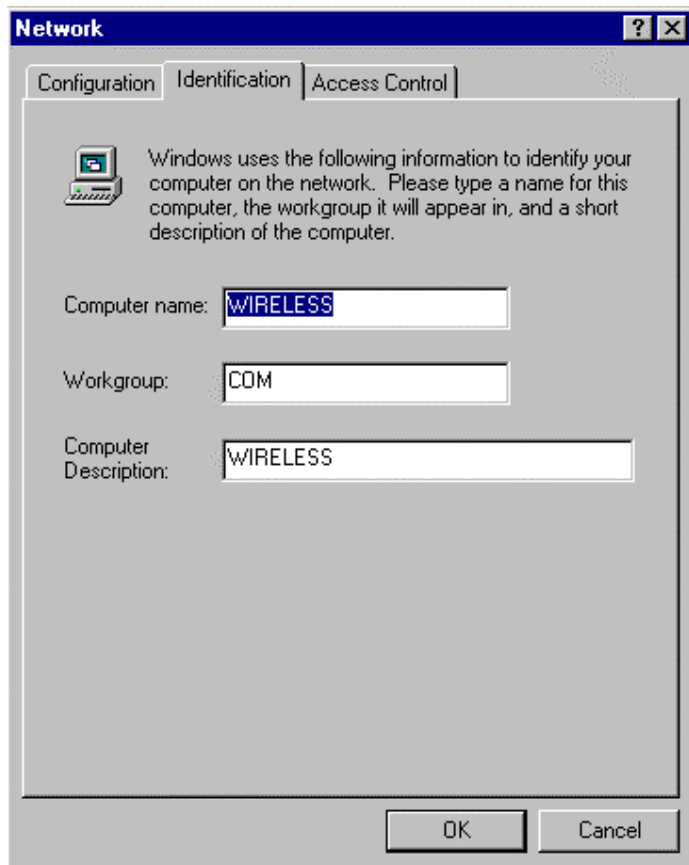 Network
Configuration Identification Access Control
Windows uses the following information to identify your
computer on the network. Please type a name for this
computer, the workgroup it will appear in, and a short
description of the computer.
Computer name: WIRELESS
Workgroup: COM
Computer
Description: WIRELESS
OK Cancel